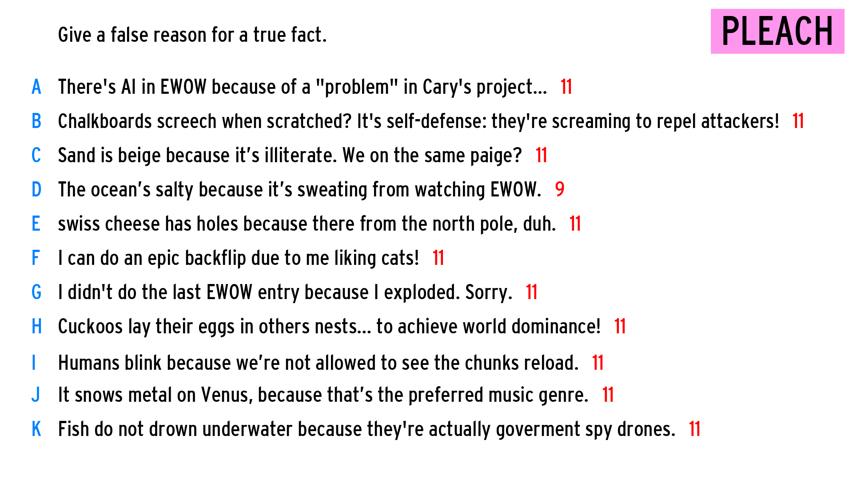 Give a false reason for a true fact.
PLEACH
A There's AI in EWOW because of a "problem" in Cary's project... 11
B Chalkboards screech when scratched? It's self-defense: they're screaming to repel attackers! 11
C Sand is beige because it’s illiterate. We on the same paige? 11
D The ocean’s salty because it’s sweating from watching EWOW. 9
E swiss cheese has holes because there from the north pole, duh. 11
F I can do an epic backflip due to me liking cats! 11
G I didn't do the last EWOW entry because I exploded. Sorry. 11
H Cuckoos lay their eggs in others nests... to achieve world dominance! 11
I Humans blink because we’re not allowed to see the chunks reload. 11
J It snows metal on Venus, because that’s the preferred music genre. 11
K Fish do not drown underwater because they're actually goverment spy drones. 11